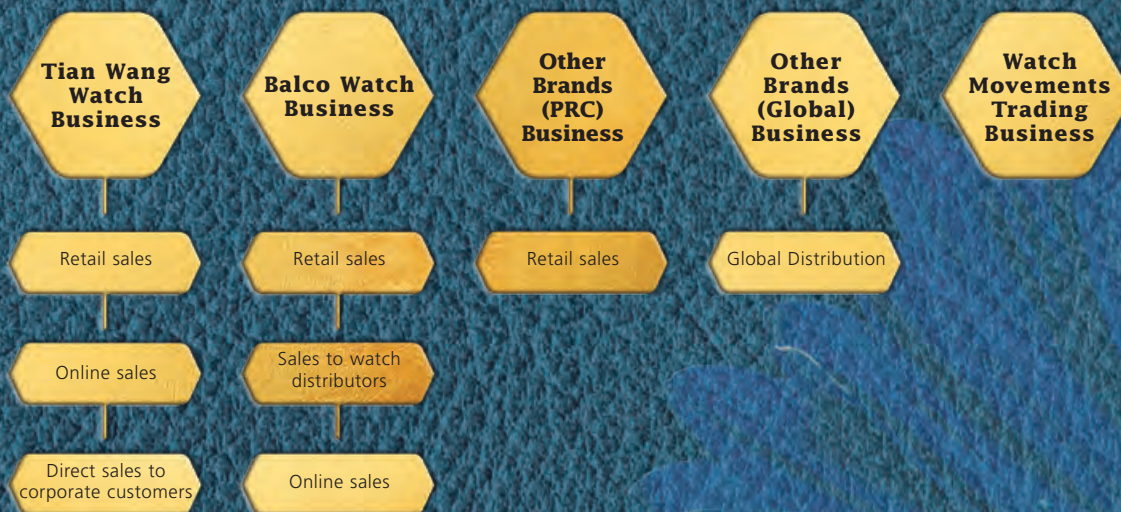 Tian Wang
Watch
Business
Retail sales
Online sales
Direct sales to
corporate customers
Balco Watch
Business
Retail sales
Sales to watch
distributors
Online sales
Other
Brands
(PRC)
Business
Retail sales
Other
Brands
(Global)
Business
Global Distribution
Watch
Movements
Trading
Business